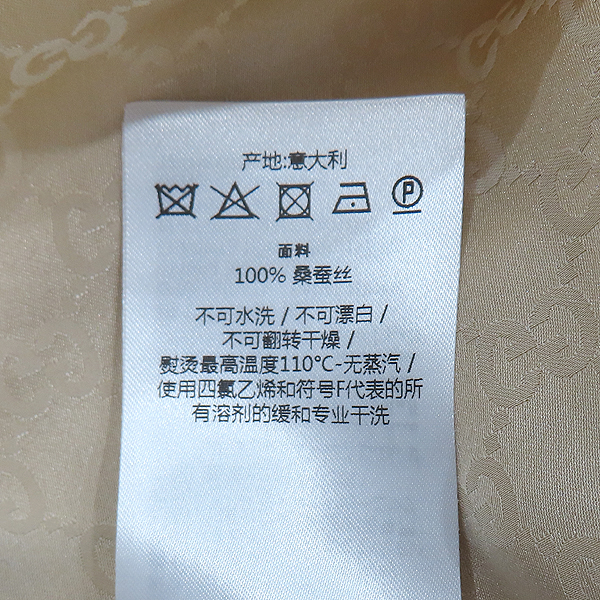 产地:意大利
P
面料
100% 桑蚕丝
不可水洗 / 不可漂白 /
不可翻转干燥 /
熨烫最高温度110°C-无蒸汽 /
使用四氯乙烯和符号F代表的所
有溶剂的缓和专业干洗